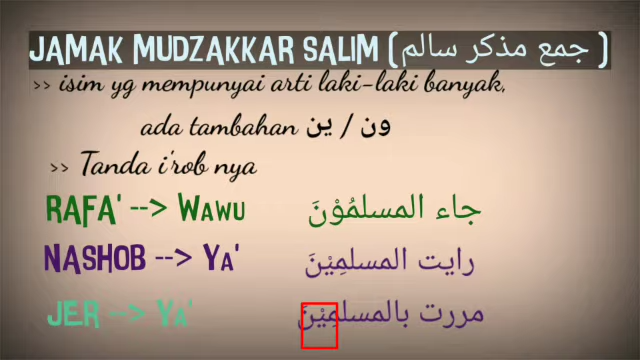 JAMAK MUDZAKKAR SALIM (جمع مذكر سالم )
>> isim yg mempunyai arti laki-laki banyak,
ada tambahan ون / ين
>> Tanda i'rob nya
RAFA' --> WAWU جاء المسلمُوْنَ
NASHOB --> YA' رايت المسلمِيْنَ
JER --> YA' مررت بالمسلمِيْنَ